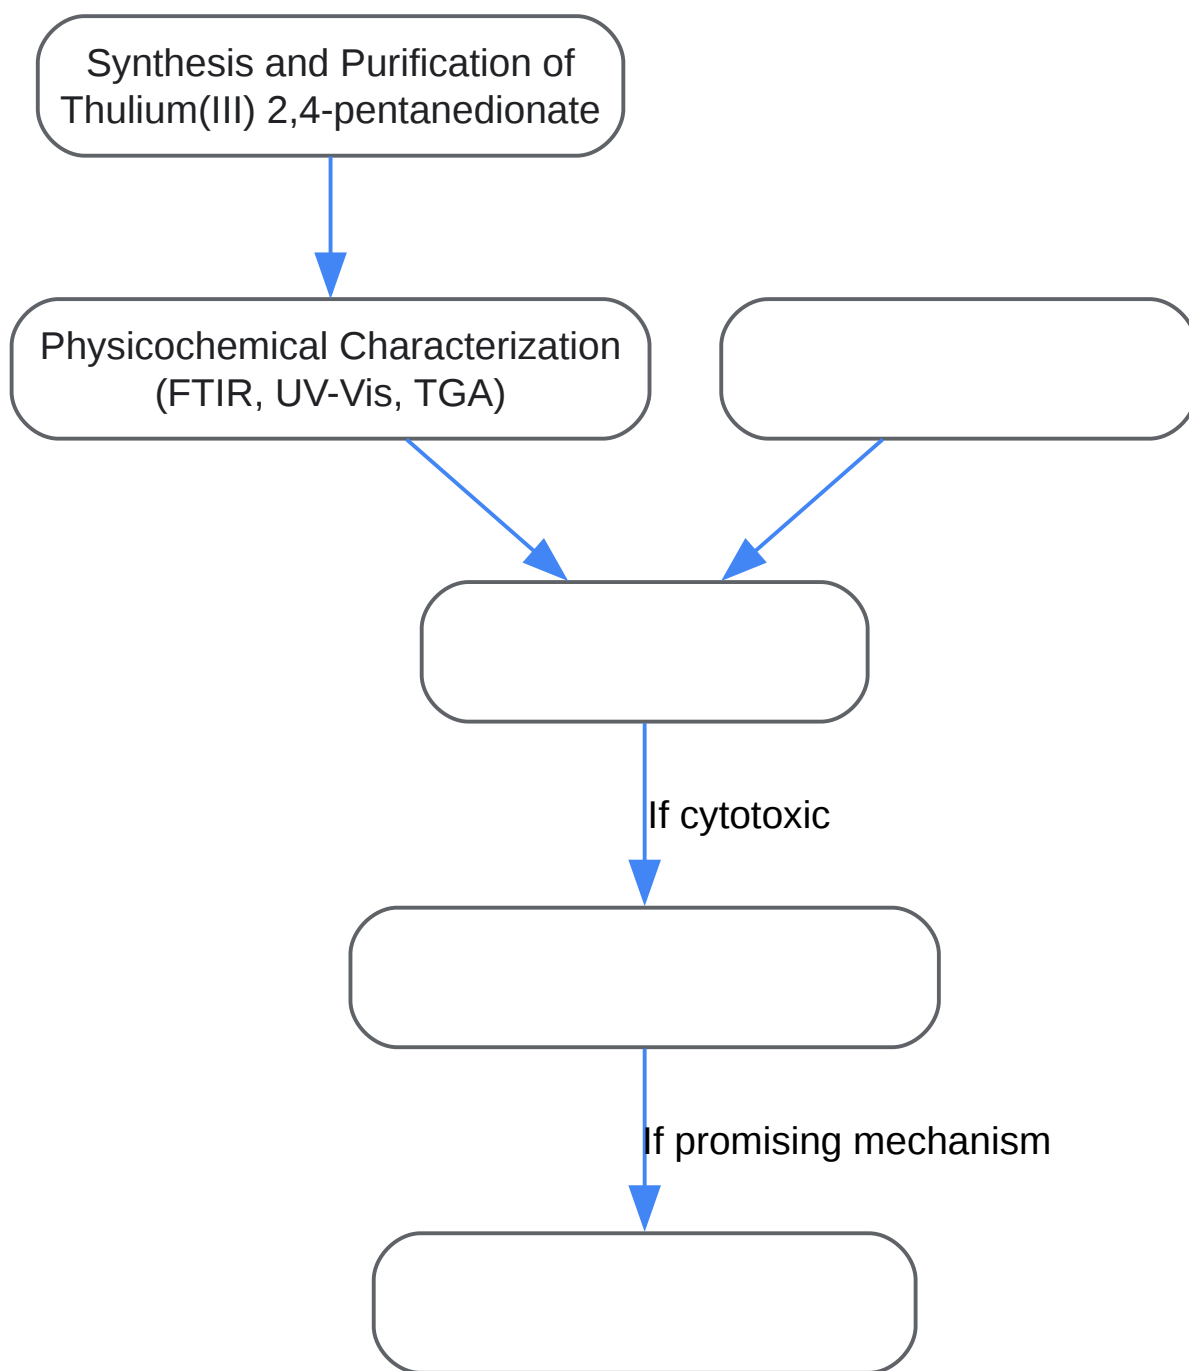 Synthesis and Purification of
Thulium(III) 2,4-pentanedionate
Physicochemical Characterization
(FTIR, UV-Vis, TGA)
If cytotoxic
If promising mechanism